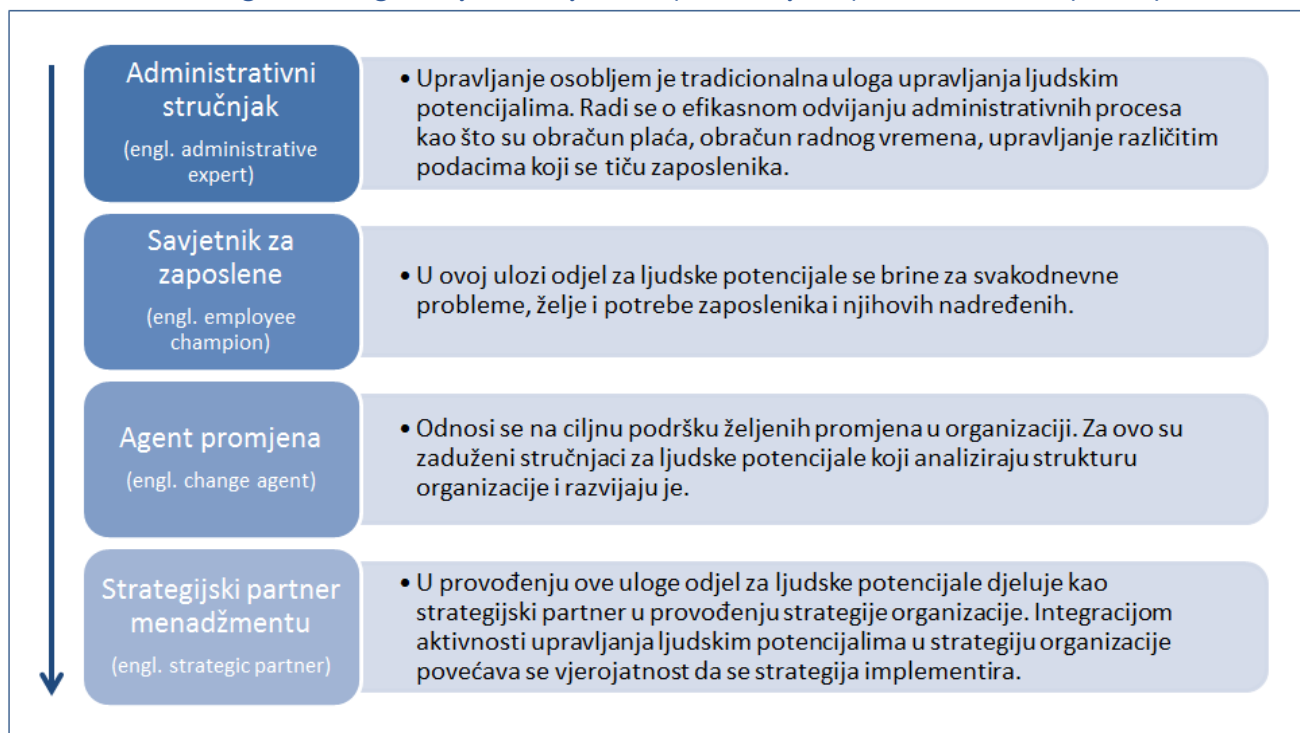 Administrativni
stručnjak
(engl. administrative
expert)
• Upravljanje osobljem je tradicionalna uloga upravljanja ljudskim
potencijalima. Radi se o efikasnom odvijanju administrativnih procesa
kao što su obračun plaća, obračun radnog vremena, upravljanje različitim
podacima koji se tiču zaposlenika.
Savjetnik za
zaposlene
(engl. employee
champion)
• U ovoj ulozi odjel za ljudske potencijale se brine za svakodnevne
probleme, želje i potrebe zaposlenika i njihovih nadređenih.
Agent promjena
(engl. change agent)
• Odnosi se na ciljnu podršku željenih promjena u organizaciji. Za ovo su
zaduženi stručnjaci za ljudske potencijale koji analiziraju strukturu
organizacije i razvijaju je.
Strategijski partner
menadžmentu
(engl. strategic partner)
• U provođenju ove uloge odjel za ljudske potencijale djeluje kao
strategijski partner u provođenju strategije organizacije. Integracijom
aktivnosti upravljanja ljudskim potencijalima u strategiju organizacije
povećava se vjerojatnost da se strategija implementira.